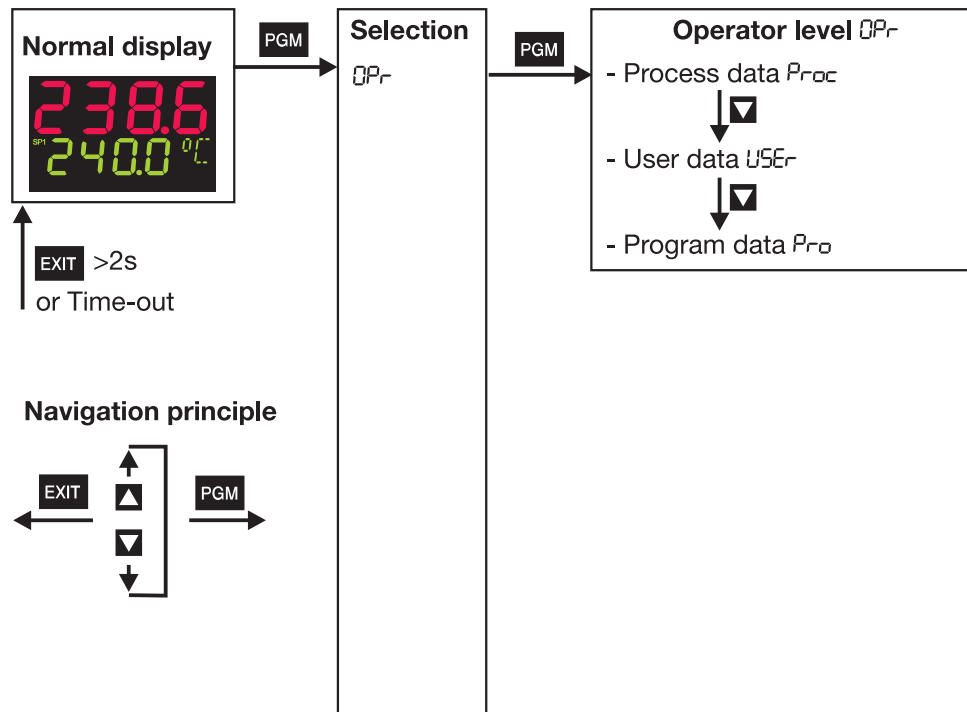 Normal display
238.6
SP1 240.0 °C
PGM
EXIT >2s
or Time-out
Selection
OPr
PGM
Operator level OPr
- Process data Proc
- User data USEr
- Program data Pro
Navigation principle
EXIT
PGM